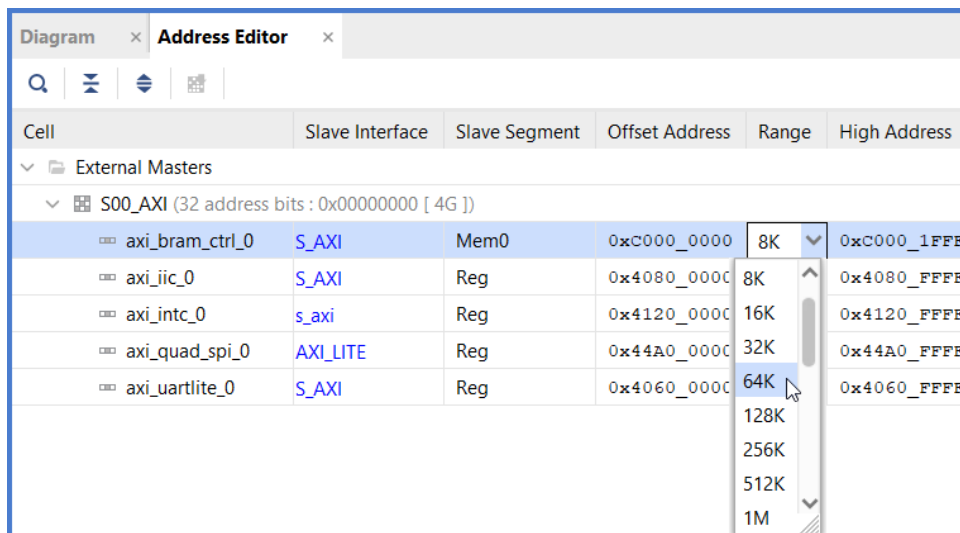 Diagram × Address Editor ×
Cell Slave Interface Slave Segment Offset Address Range High Address
External Masters
S00_AXI (32 address bits : 0x00000000 [ 4G ])
axi_bram_ctrl_0 S_AXI Mem0 0xC000_0000 8K 0xC000_1FFF
axi_iic_0 S_AXI Reg 0x4080_0000 8K 0x4080_FFFF
axi_intc_0 s_axi Reg 0x4120_0000 16K 0x4120_FFFF
axi_quad_spi_0 AXI_LITE Reg 0x44A0_0000 32K 0x44A0_FFFF
axi_uartlite_0 S_AXI Reg 0x4060_0000 64K 0x4060_FFFF
128K
256K
512K
1M